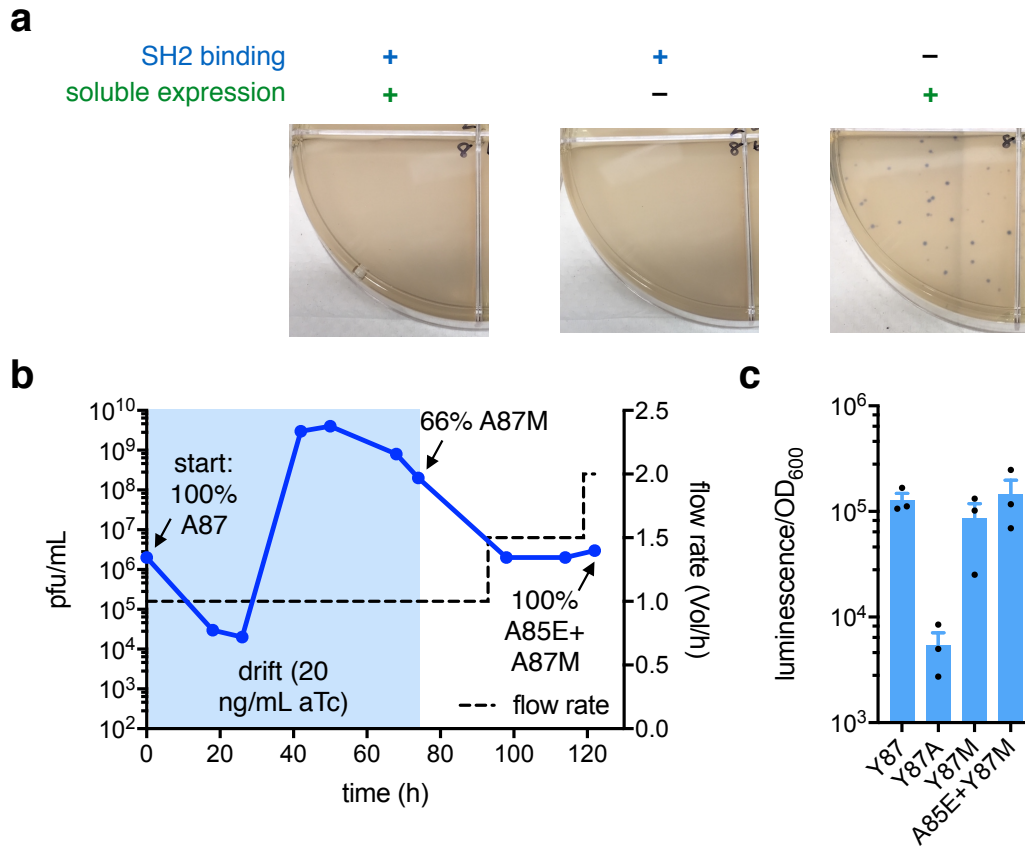 a
SH2 binding + + −
soluble expression + − +
b
pfu/mL
10^10
10^9
10^8
10^7
10^6
10^5
10^4
10^3
10^2
start:
100%
A87
66% A87M
100%
A85E+
A87M
drift (20
ng/mL aTc)
flow rate
2.5
2.0
1.5
1.0
0.5
0.0
flow rate (Vol/h)
0 20 40 60 80 100 120
time (h)
c
luminescence/OD600
10^6
10^5
10^4
10^3
Y87
Y87A
Y87M
A85E+Y87M